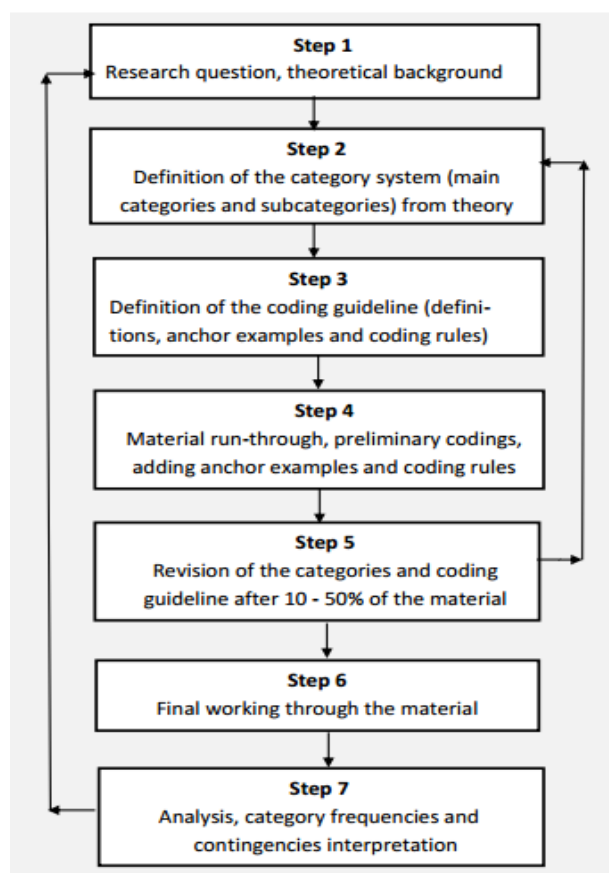 Step 1
Research question, theoretical background
Step 2
Definition of the category system (main
categories and subcategories) from theory
Step 3
Definition of the coding guideline (defini-
tions, anchor examples and coding rules)
Step 4
Material run-through, preliminary codings,
adding anchor examples and coding rules
Step 5
Revision of the categories and coding
guideline after 10 - 50% of the material
Step 6
Final working through the material
Step 7
Analysis, category frequencies and
contingencies interpretation